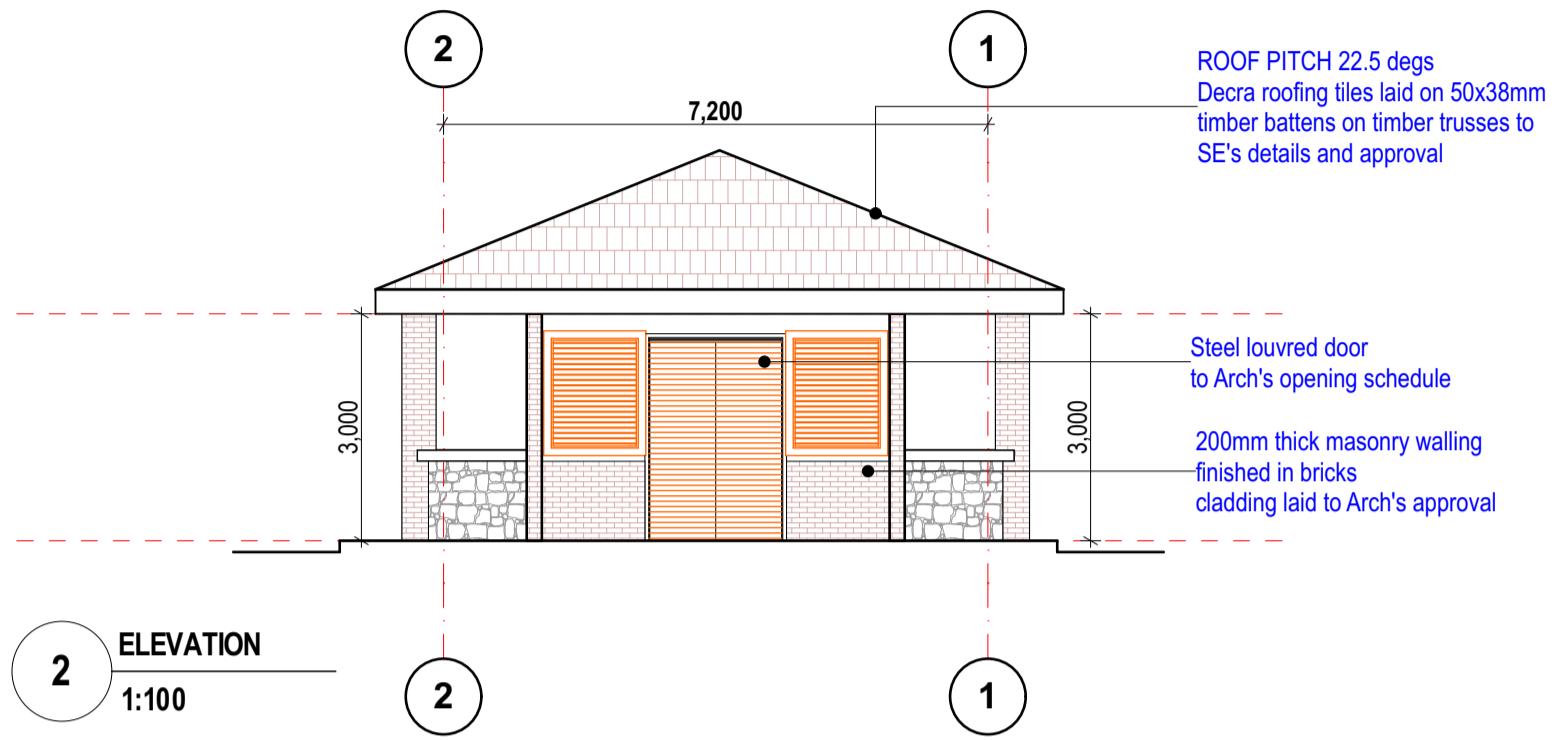 2
1
7,200
ROOF PITCH 22.5 degs
Decra roofing tiles laid on 50x38mm
timber battens on timber trusses to
SE's details and approval
3,000
3,000
Steel louvred door
to Arch's opening schedule
200mm thick masonry walling
finished in bricks
cladding laid to Arch's approval
2
ELEVATION
1:100
2
1